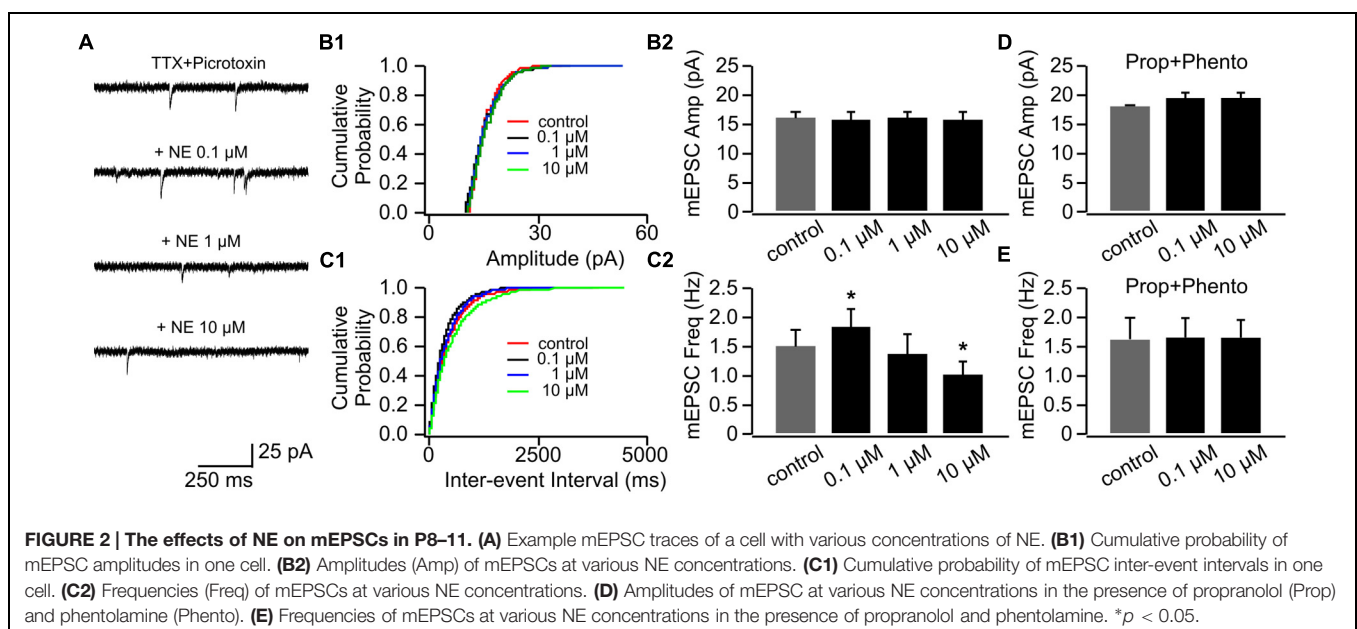 A
TTX+Picrotoxin
+ NE 0.1 µM
+ NE 1 µM
+ NE 10 µM
25 pA
250 ms
B1
Cumulative
Probability
1.0
0.8
0.6
0.4
0.2
0.0
control
0.1 µM
1 µM
10 µM
0
30
60
Amplitude (pA)
B2
mEPSC Amp (pA)
25
20
15
10
5
0
control
0.1 µM
1 µM
10 µM
D
Prop+Phento
mEPSC Amp (pA)
25
20
15
10
5
0
control
0.1 µM
10 µM
C1
Cumulative
Probability
1.0
0.8
0.6
0.4
0.2
0.0
control
0.1 µM
1 µM
10 µM
0
2500
5000
Inter-event Interval (ms)
C2
mEPSC Freq (Hz)
2.5
2.0
1.5
1.0
0.5
0
*
*
control
0.1 µM
1 µM
10 µM
E
Prop+Phento
mEPSC Freq (Hz)
2.5
2.0
1.5
1.0
0.5
0
control
0.1 µM
10 µM
FIGURE 2 | The effects of NE on mEPSCs in P8–11. (A) Example mEPSC traces of a cell with various concentrations of NE. (B1) Cumulative probability of
mEPSC amplitudes in one cell. (B2) Amplitudes (Amp) of mEPSCs at various NE concentrations. (C1) Cumulative probability of mEPSC inter-event intervals in one
cell. (C2) Frequencies (Freq) of mEPSCs at various NE concentrations. (D) Amplitudes of mEPSC at various NE concentrations in the presence of propranolol (Prop)
and phentolamine (Phento). (E) Frequencies of mEPSCs at various NE concentrations in the presence of propranolol and phentolamine. *p < 0.05.